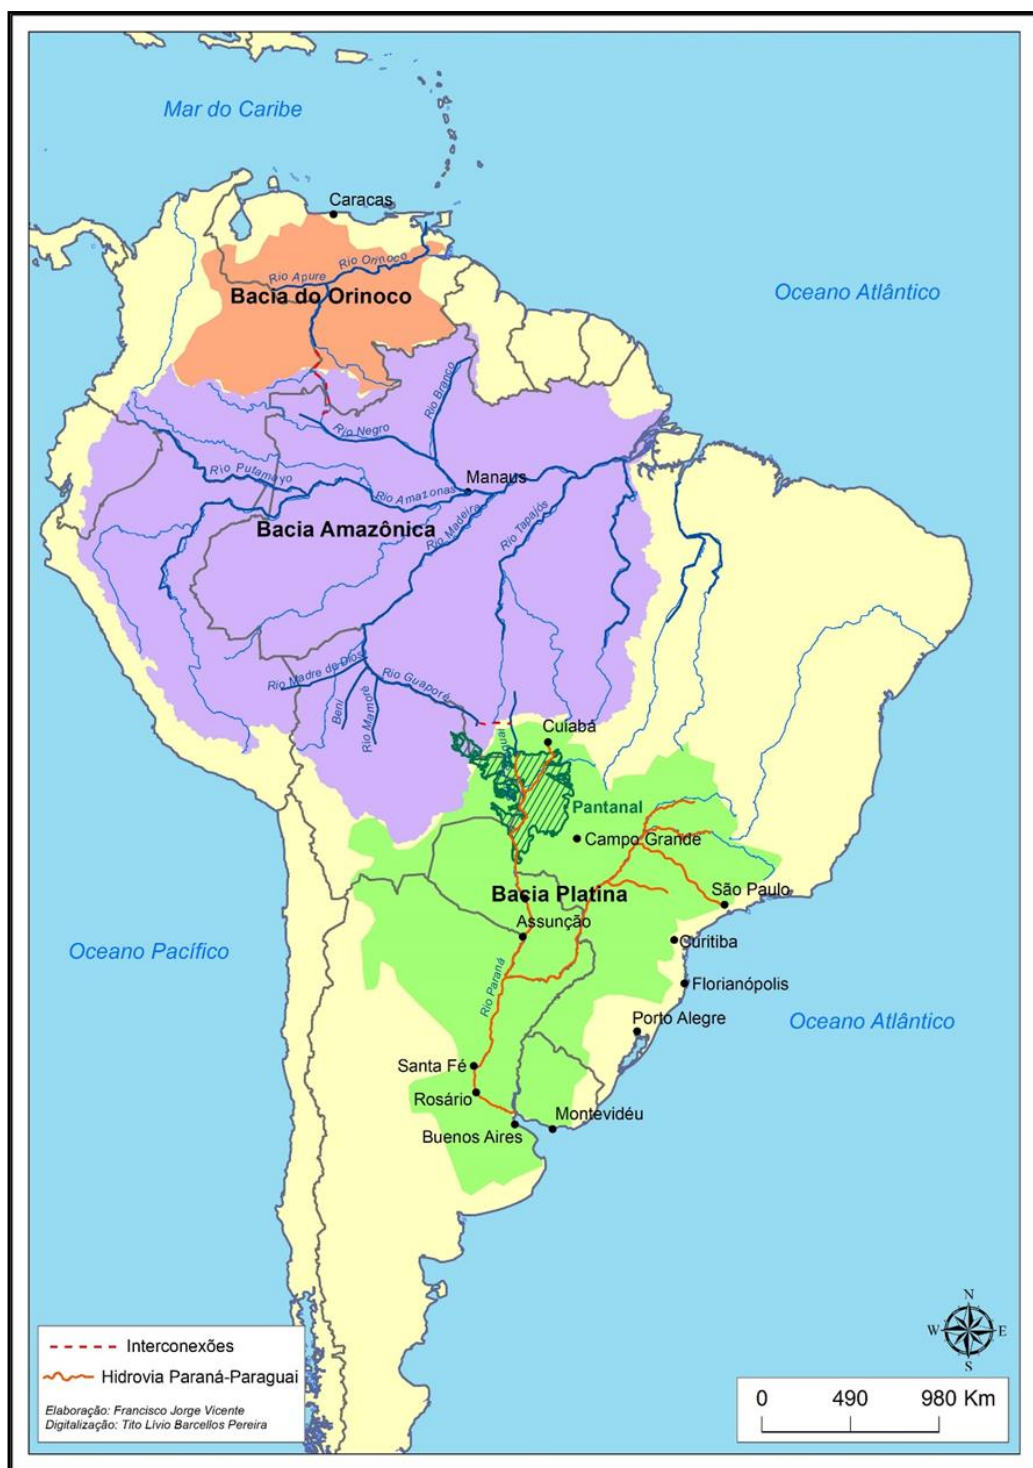 Mar do Caribe
Caracas
Rio Orinoco
Rio Apure
Bacia do Orinoco
Oceano Atlântico
Rio Branco
Rio Negro
Manaus
Rio Putamayo
Rio Amazonas
Bacia Amazônica
Rio Madeira
Rio Tapajós
Rio Madre de Dios
Rio Guaporé
Beni
Rio Mamoré
Cuíabá
Pantanal
Campo Grande
Bacia Platina
São Paulo
Assunção
Curitiba
Oceano Pacífico
Rio Paraná
Florianópolis
Porto Alegre
Oceano Atlântico
Santa Fé
Rosário
Montevidéu
Buenos Aires
N
W
E
S
Interconexões
Hidrovia Paraná-Paraguai
Elaboração: Francisco Jorge Vicente
Digitalização: Tito Lívio Barcellos Pereira
0 490 980 Km